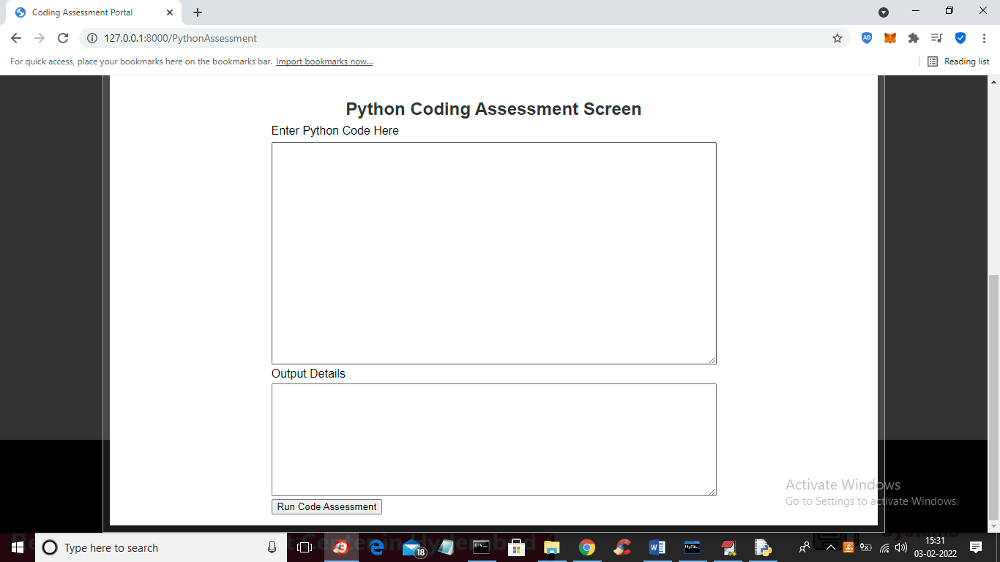 Coding Assessment Portal
127.0.0.1:8000/PythonAssessment
For quick access, place your bookmarks here on the bookmarks bar. Import bookmarks now...
Reading list
Python Coding Assessment Screen
Enter Python Code Here
Output Details
Run Code Assessment
Activate Windows
Go to Settings to activate Windows.
Type here to search
18
15:31
03-02-2022